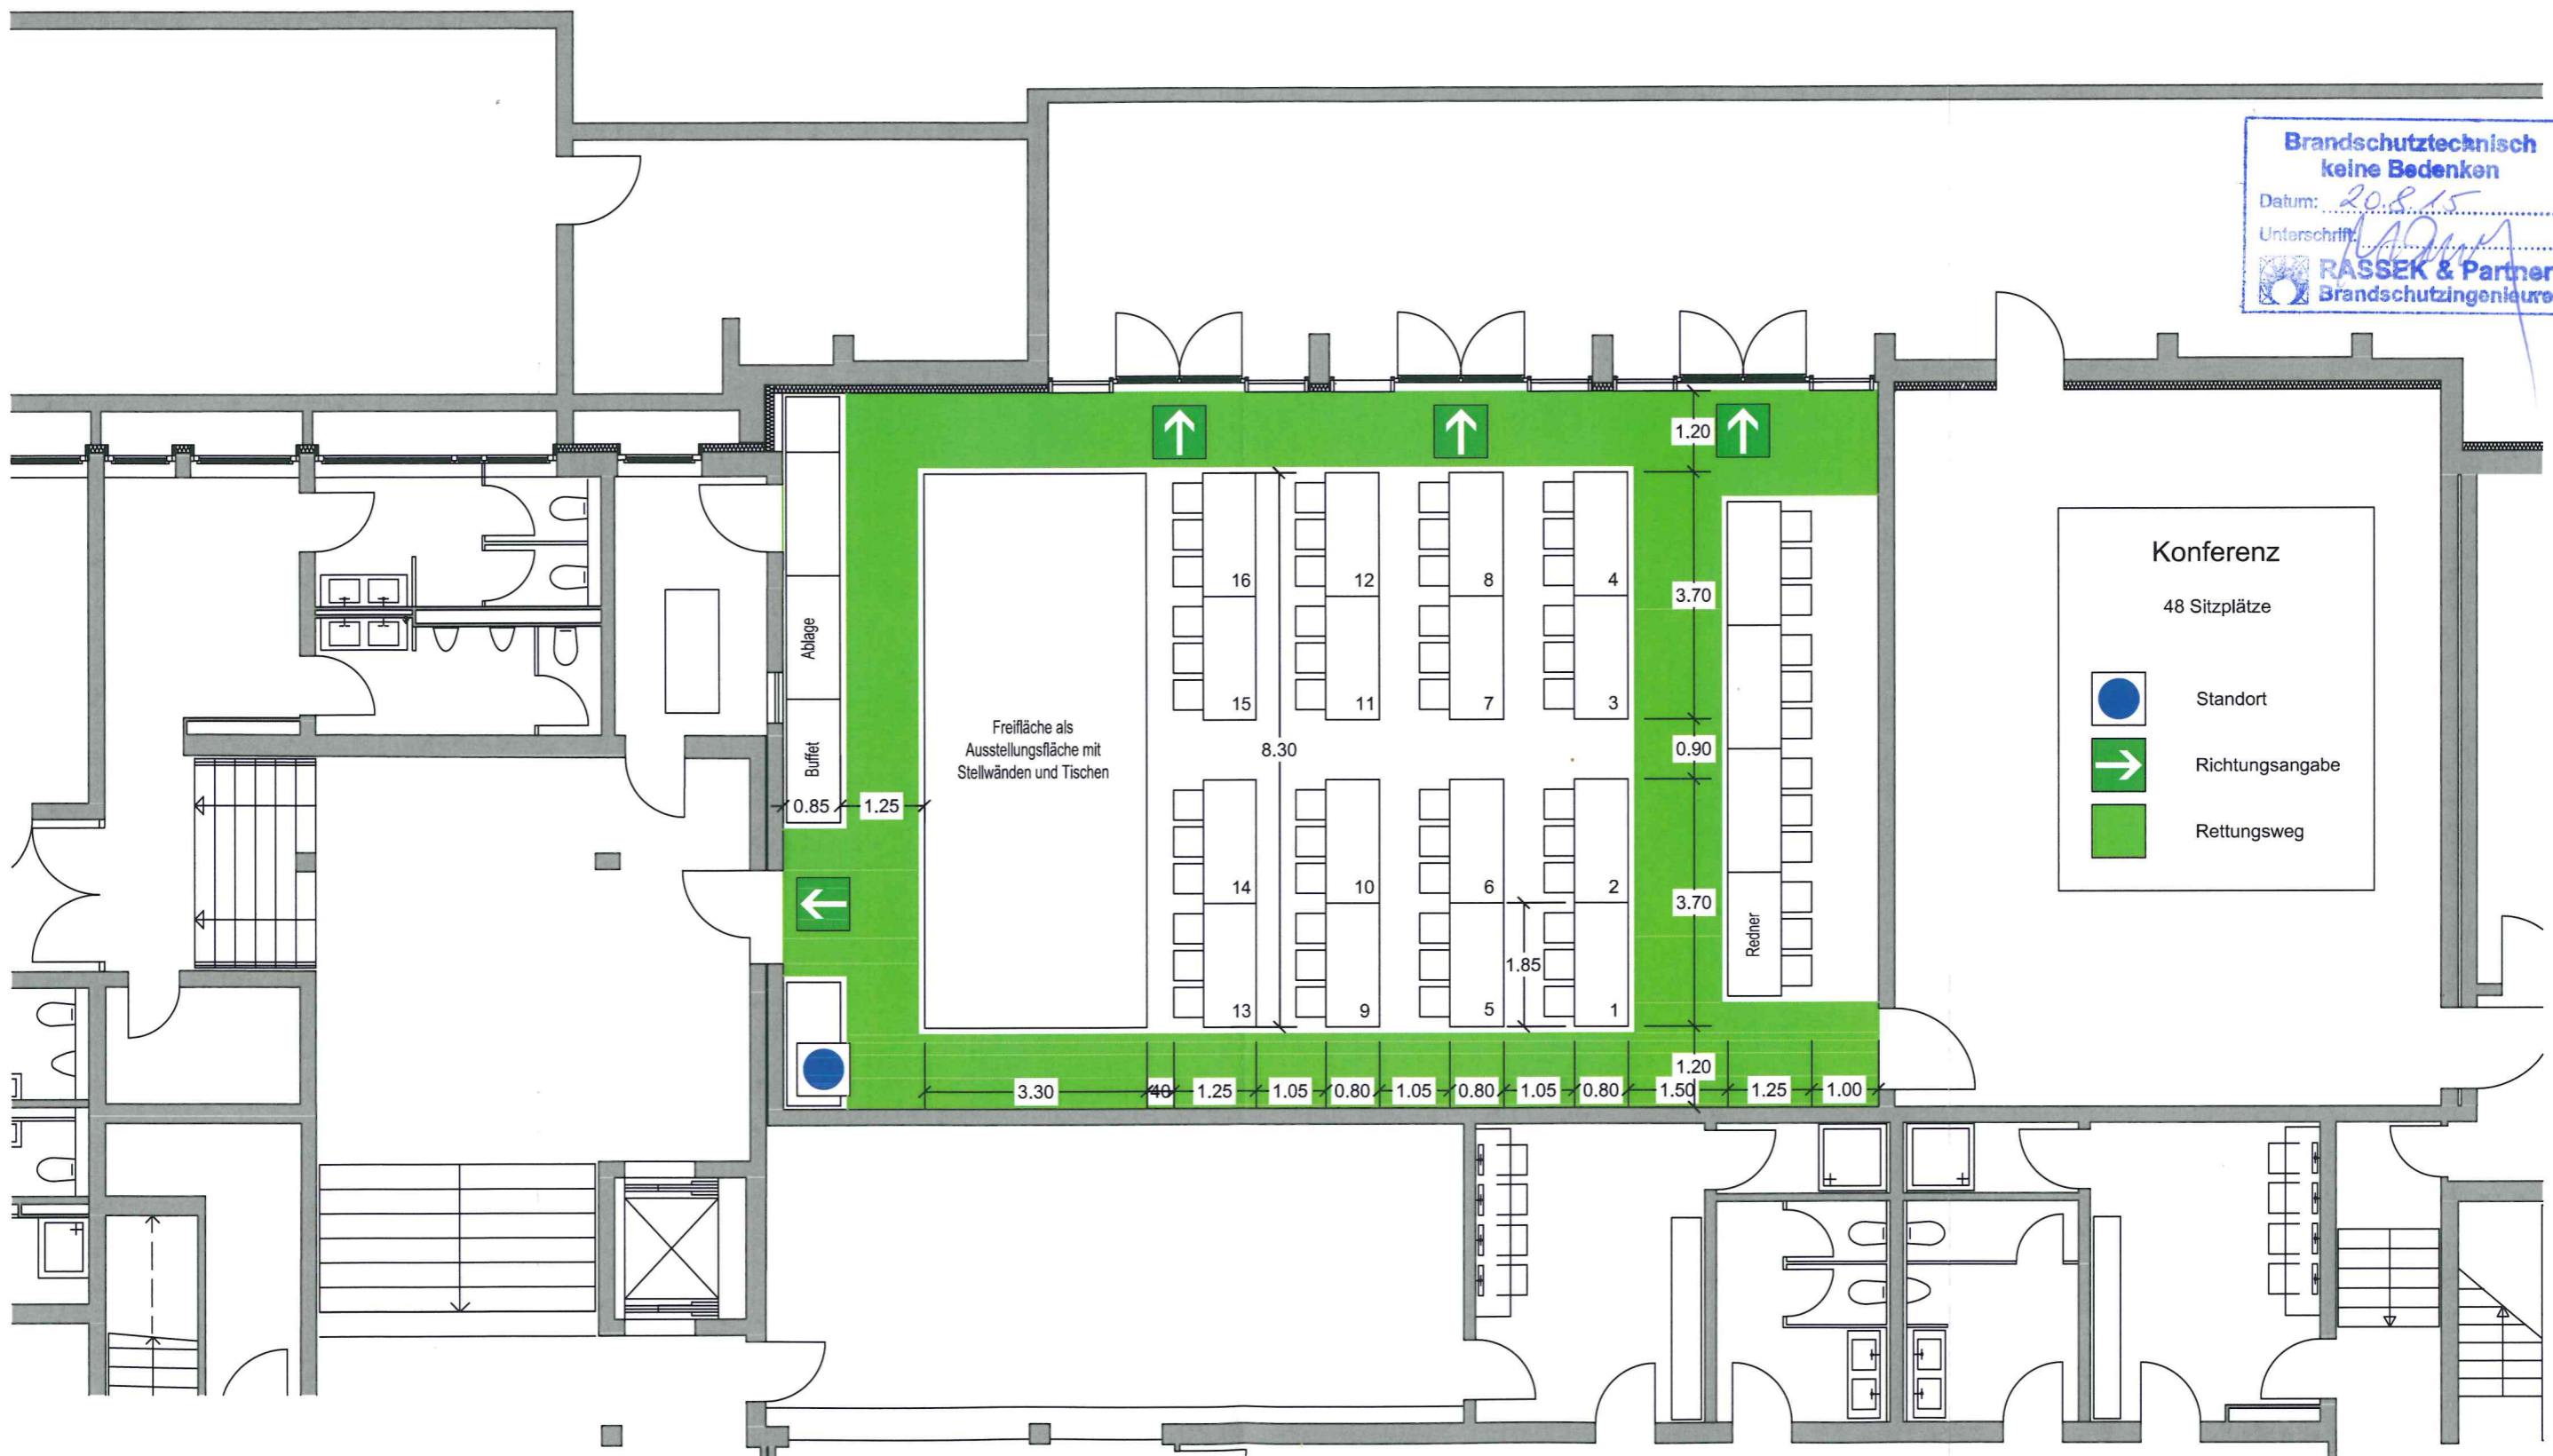 Brandschutztechnisch
keine Bedenken
Datum: 20.8.15
Unterschrift:
RASSEK & Partner
Brandschutzingenieure
Konferenz
48 Sitzplätze
Standort
Richtungsangabe
Rettungsweg
1.20
16
12
8
4
3.70
Ablage
15
11
7
3
Freifläche als
Ausstellungsfläche mit
Stellwänden und Tischen
8.30
0.90
Buffet
0.85
1.25
14
10
6
2
3.70
Redner
1.85
13
9
5
1
1.20
3.30
40
1.25
1.05
0.80
1.05
0.80
1.05
0.80
1.50
1.25
1.00